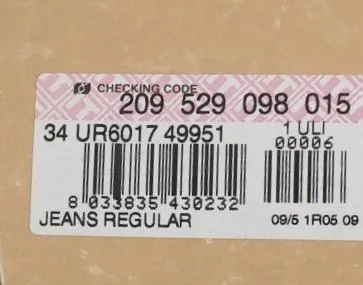 CHECKING CODE
209 529 098 015
34 UR6017 49951
1 ULI
00006
8 033835 430232
JEANS REGULAR
09/5 1R05 09